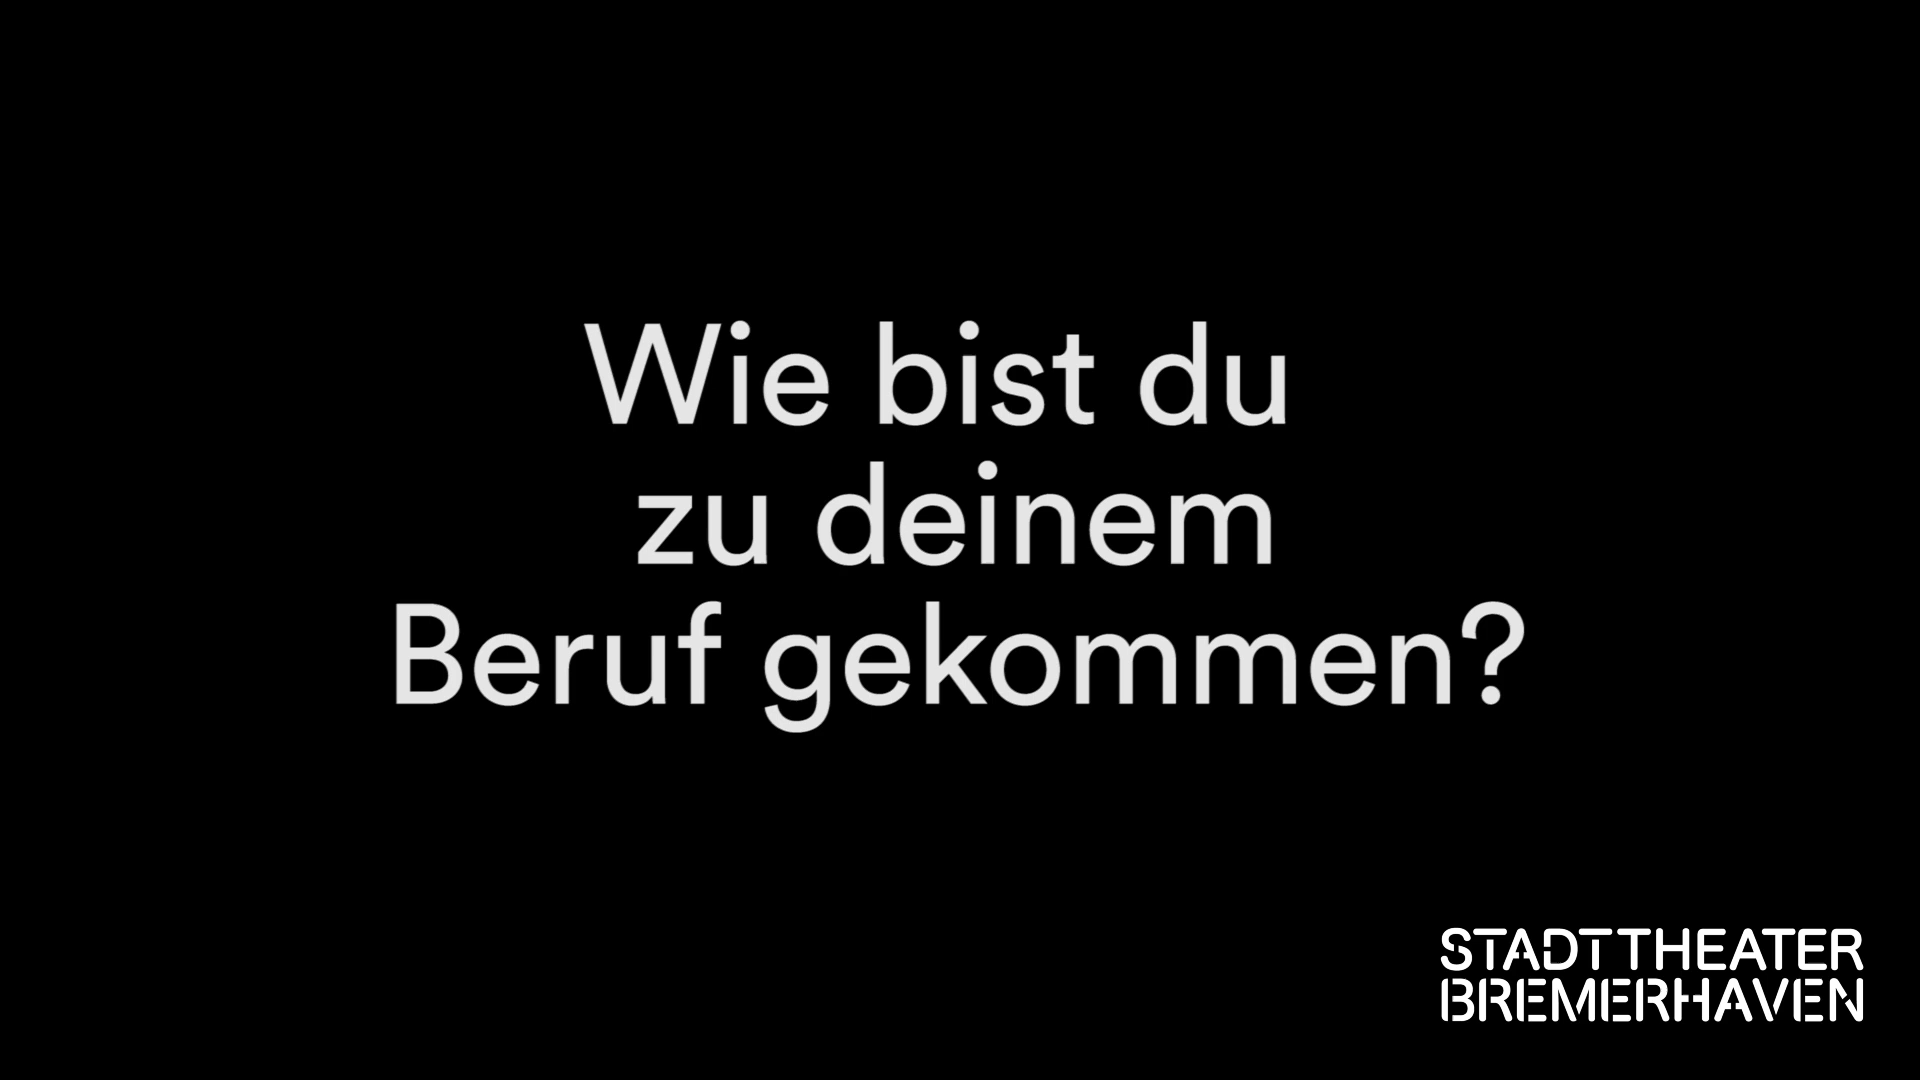 Wie bist du
zu deinem
Beruf gekommen?
STADTTHEATER
BREMERHAVEN